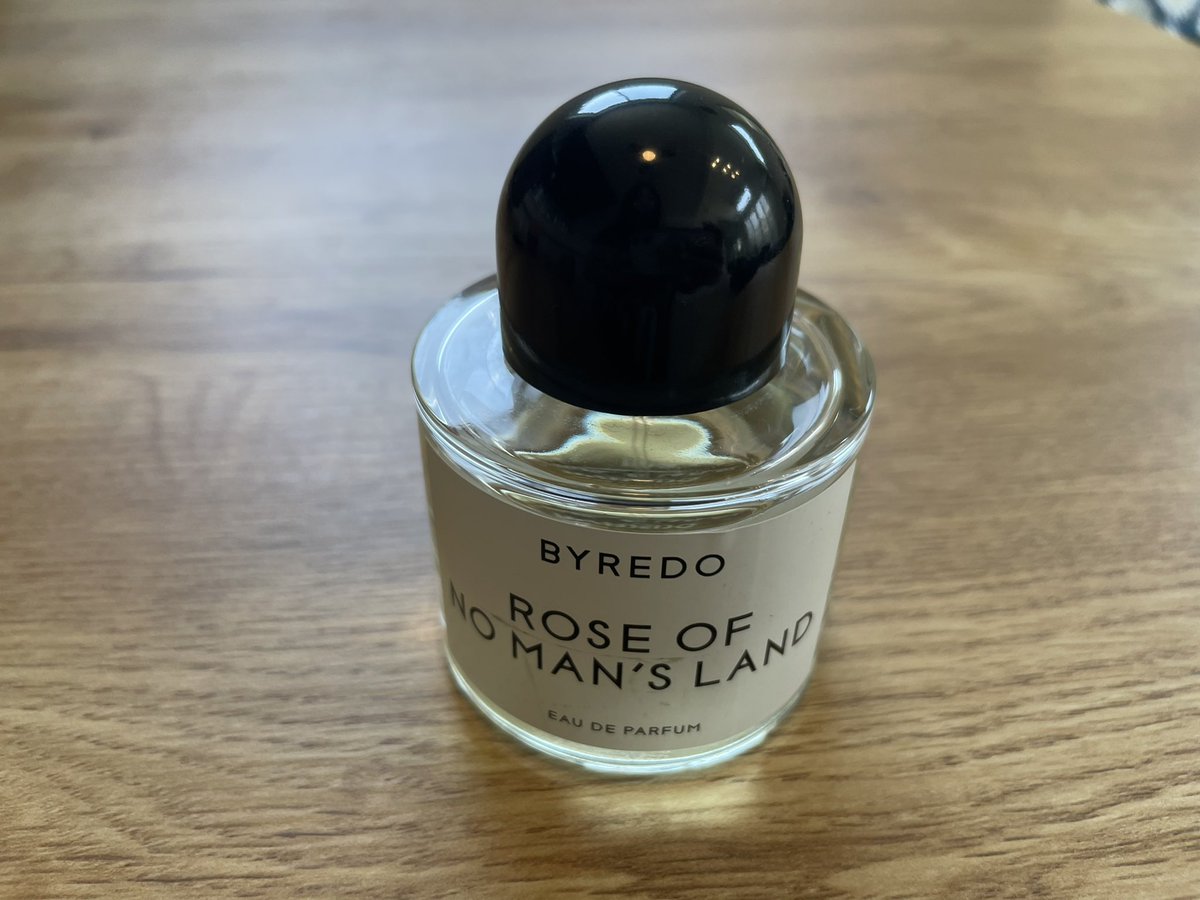 BYREDO
ROSE OF
NO MAN'S LAND
EAU DE PARFUM